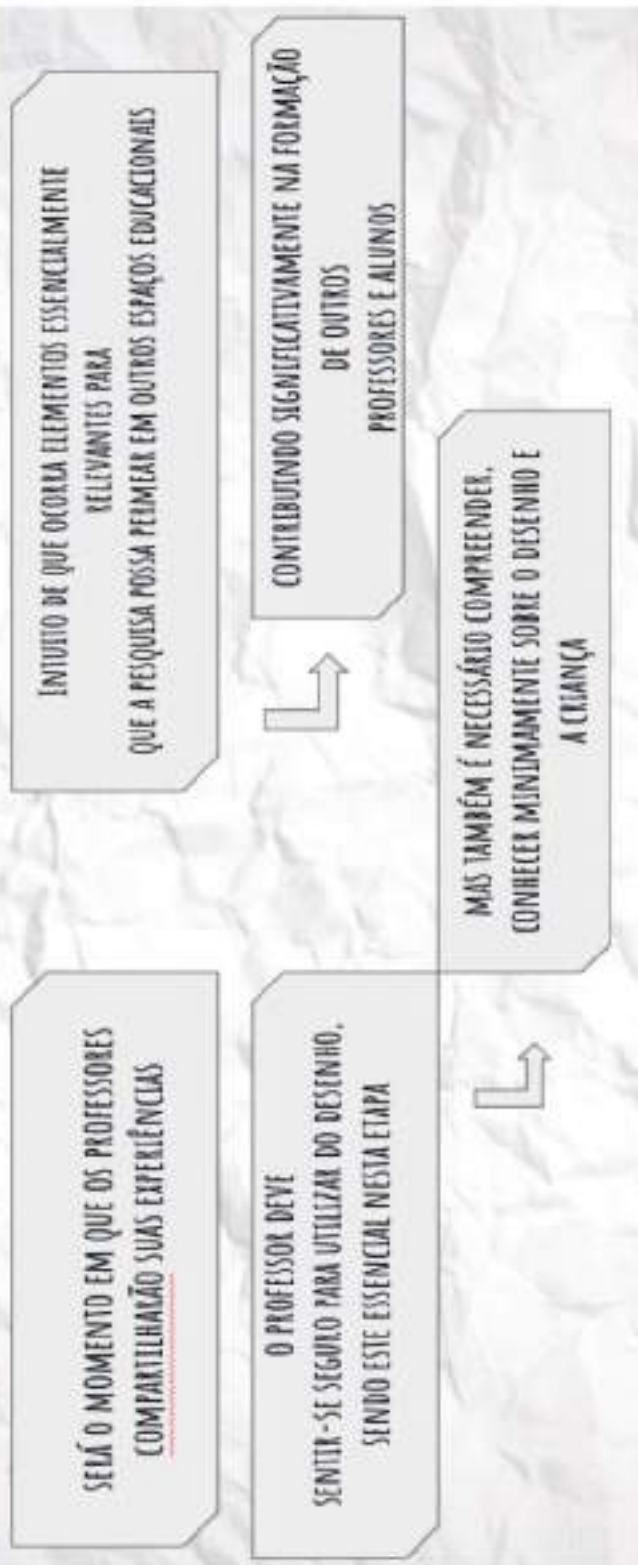 SERÁ O MOMENTO EM QUE OS PROFESSORES
COMPARTILHARÃO SUAS EXPERIÊNCIAS
INTUITO DE QUE OCORRA ELEMENTOS ESSENCIALMENTE
RELEVANTES PARA
QUE A PESQUISA POSSA PERMEAR EM OUTROS ESPAÇOS EDUCACIONAIS
O PROFESSOR DEVE
SENTIR-SE SEGURO PARA UTILIZAR DO DESENHO,
SENDO ESTE ESSENCIAL NESTA ETAPA
CONTRIBUINDO SIGNIFICATIVAMENTE NA FORMAÇÃO
DE OUTROS
PROFESSORES E ALUNOS
MAS TAMBÉM É NECESSÁRIO COMPREENDER,
CONHECER MINIMAMENTE SOBRE O DESENHO E
A CRIANÇA